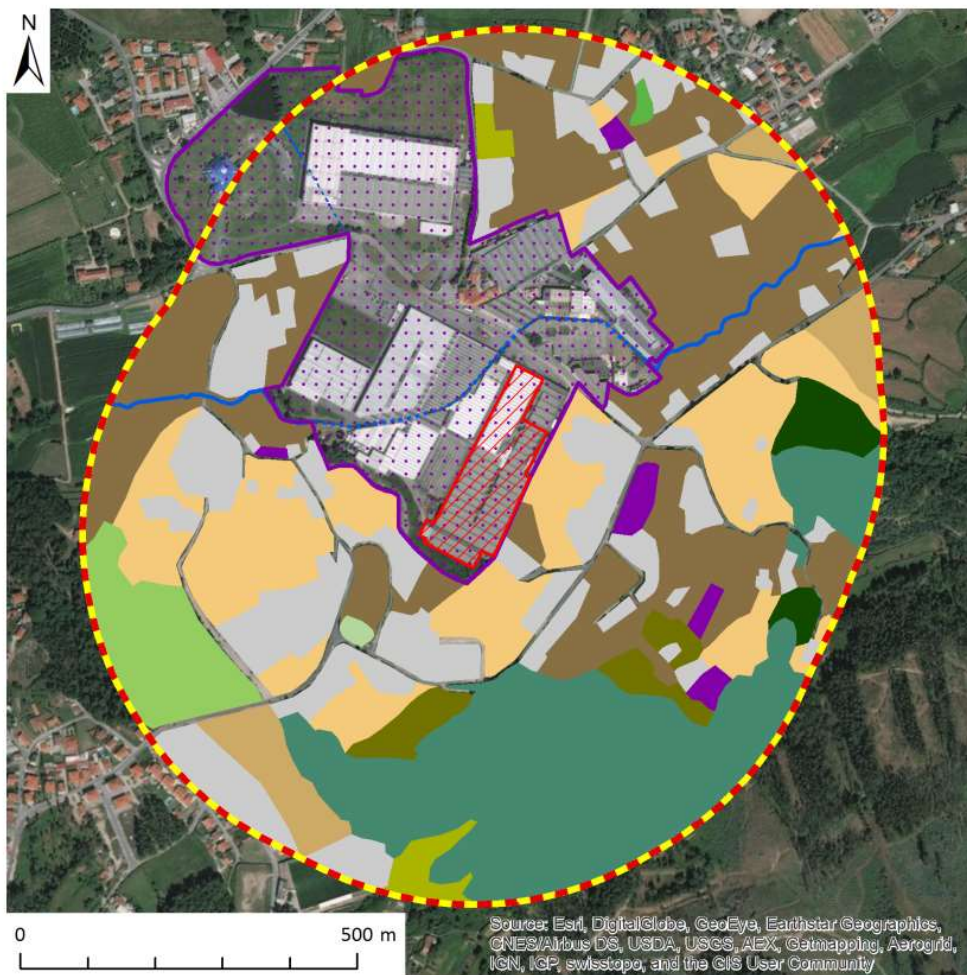 N
0 500 m
Source: Esri, DigitalGlobe, GeoEye, Earthstar Geographics,
CNES/Airbus DS, USDA, USGS, AEX, Getmapping, Aerogrid,
IGN, IGP, swisstopo, and the GIS User Community